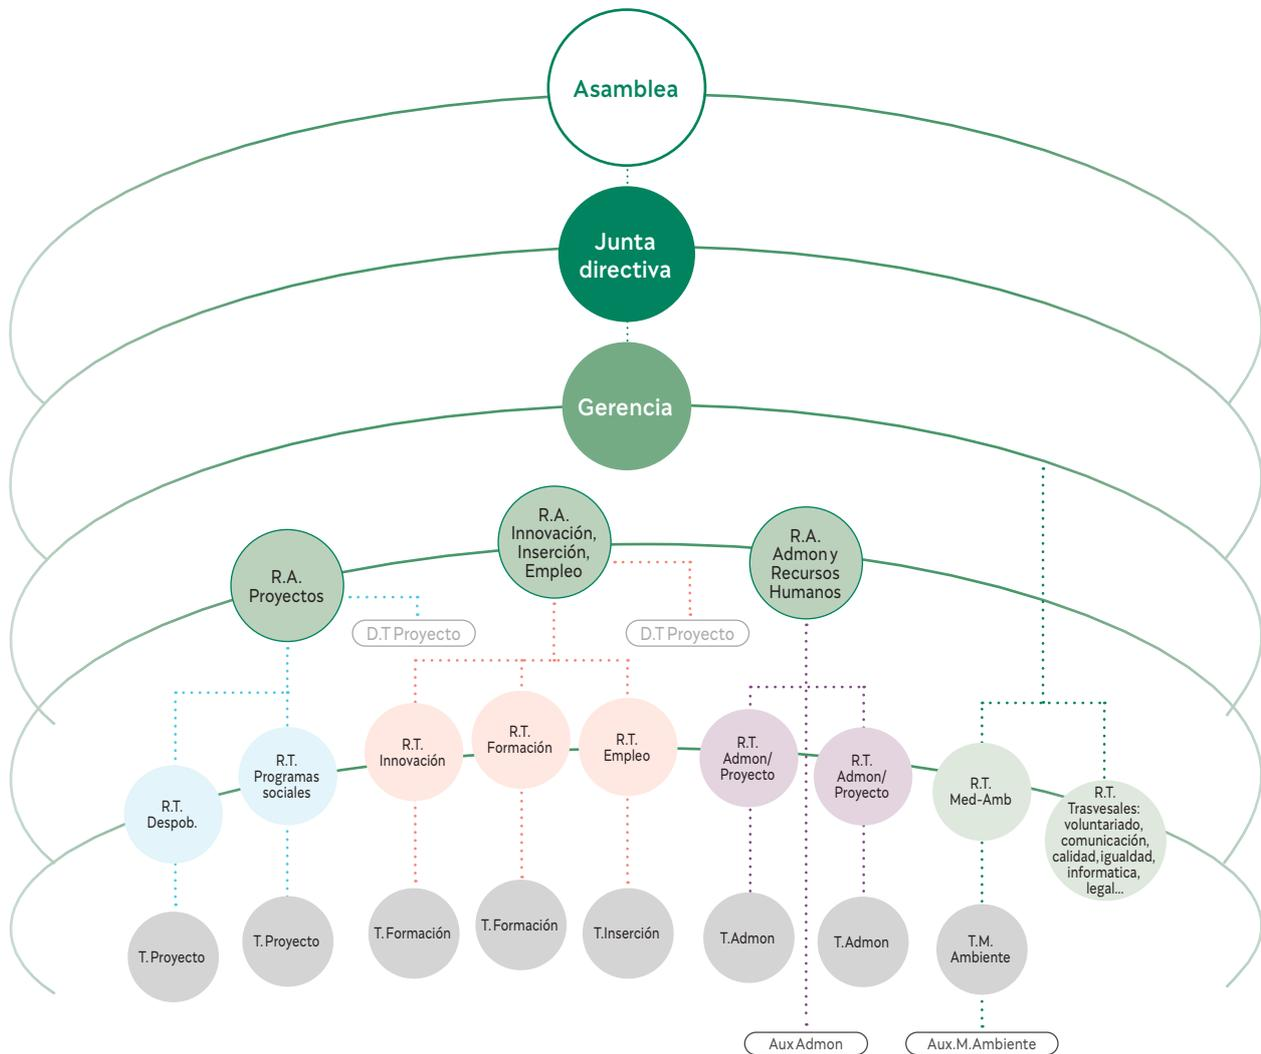 Asamblea
Junta
directiva
Gerencia
R.A.
Proyectos
R.A.
Innovación,
Inserción,
Empleo
R.A.
Admon y
Recursos
Humanos
D.T Proyecto
D.T Proyecto
R.T.
Despob.
R.T.
Programas
sociales
R.T.
Innovación
R.T.
Formación
R.T.
Empleo
R.T.
Admon/
Proyecto
R.T.
Admon/
Proyecto
R.T.
Med-Amb
R.T.
Trasvesales:
voluntariado,
comunicación,
calidad, igualdad,
informatica,
legal...
T. Proyecto
T. Proyecto
T. Formación
T. Formación
T.Inserción
T.Admon
T.Admon
T.M.
Ambiente
Aux Admon
Aux.M.Ambiente